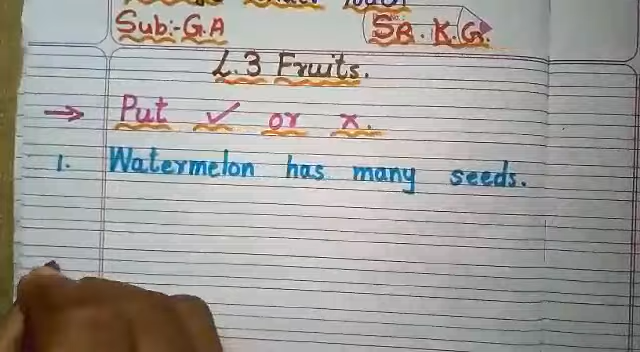 Sub:-G.A
SR. K.G.
L.3 Fruits.
→ Put ✓ or x.
1. Watermelon has many seeds.